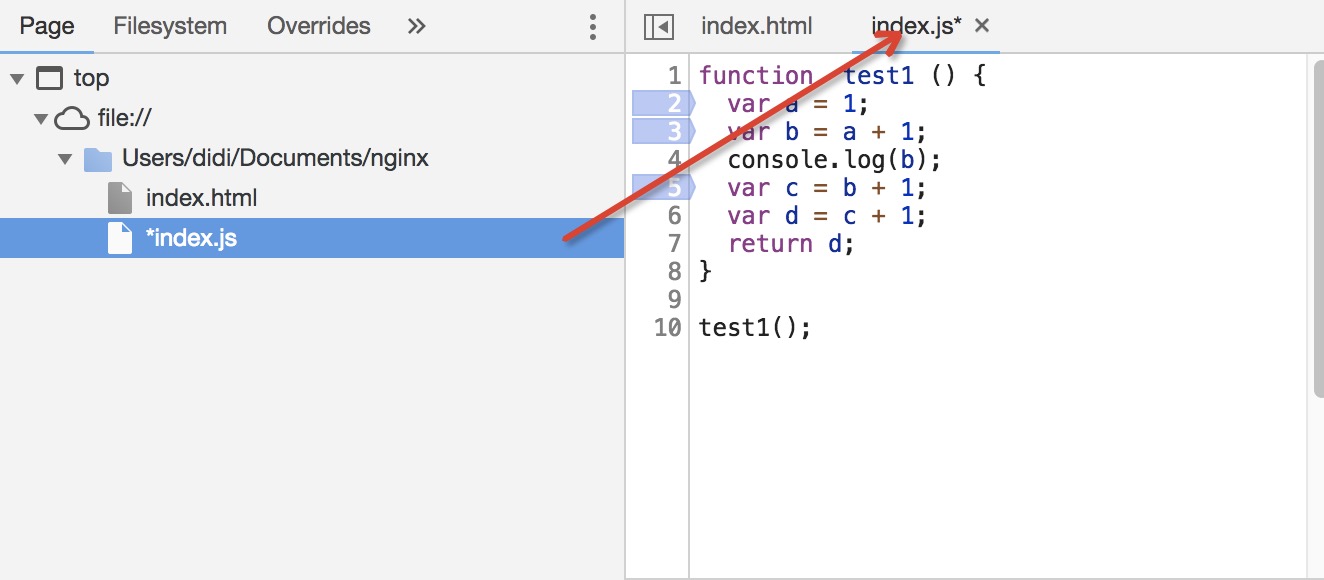 Page Filesystem Overrides »
top
file://
Users/didi/Documents/nginx
index.html
*index.js
index.html index.js* ×
1 function  test1 () {
2   var a = 1;
3   var b = a + 1;
4   console.log(b);
5   var c = b + 1;
6   var d = c + 1;
7   return d;
8 }
9
10 test1();